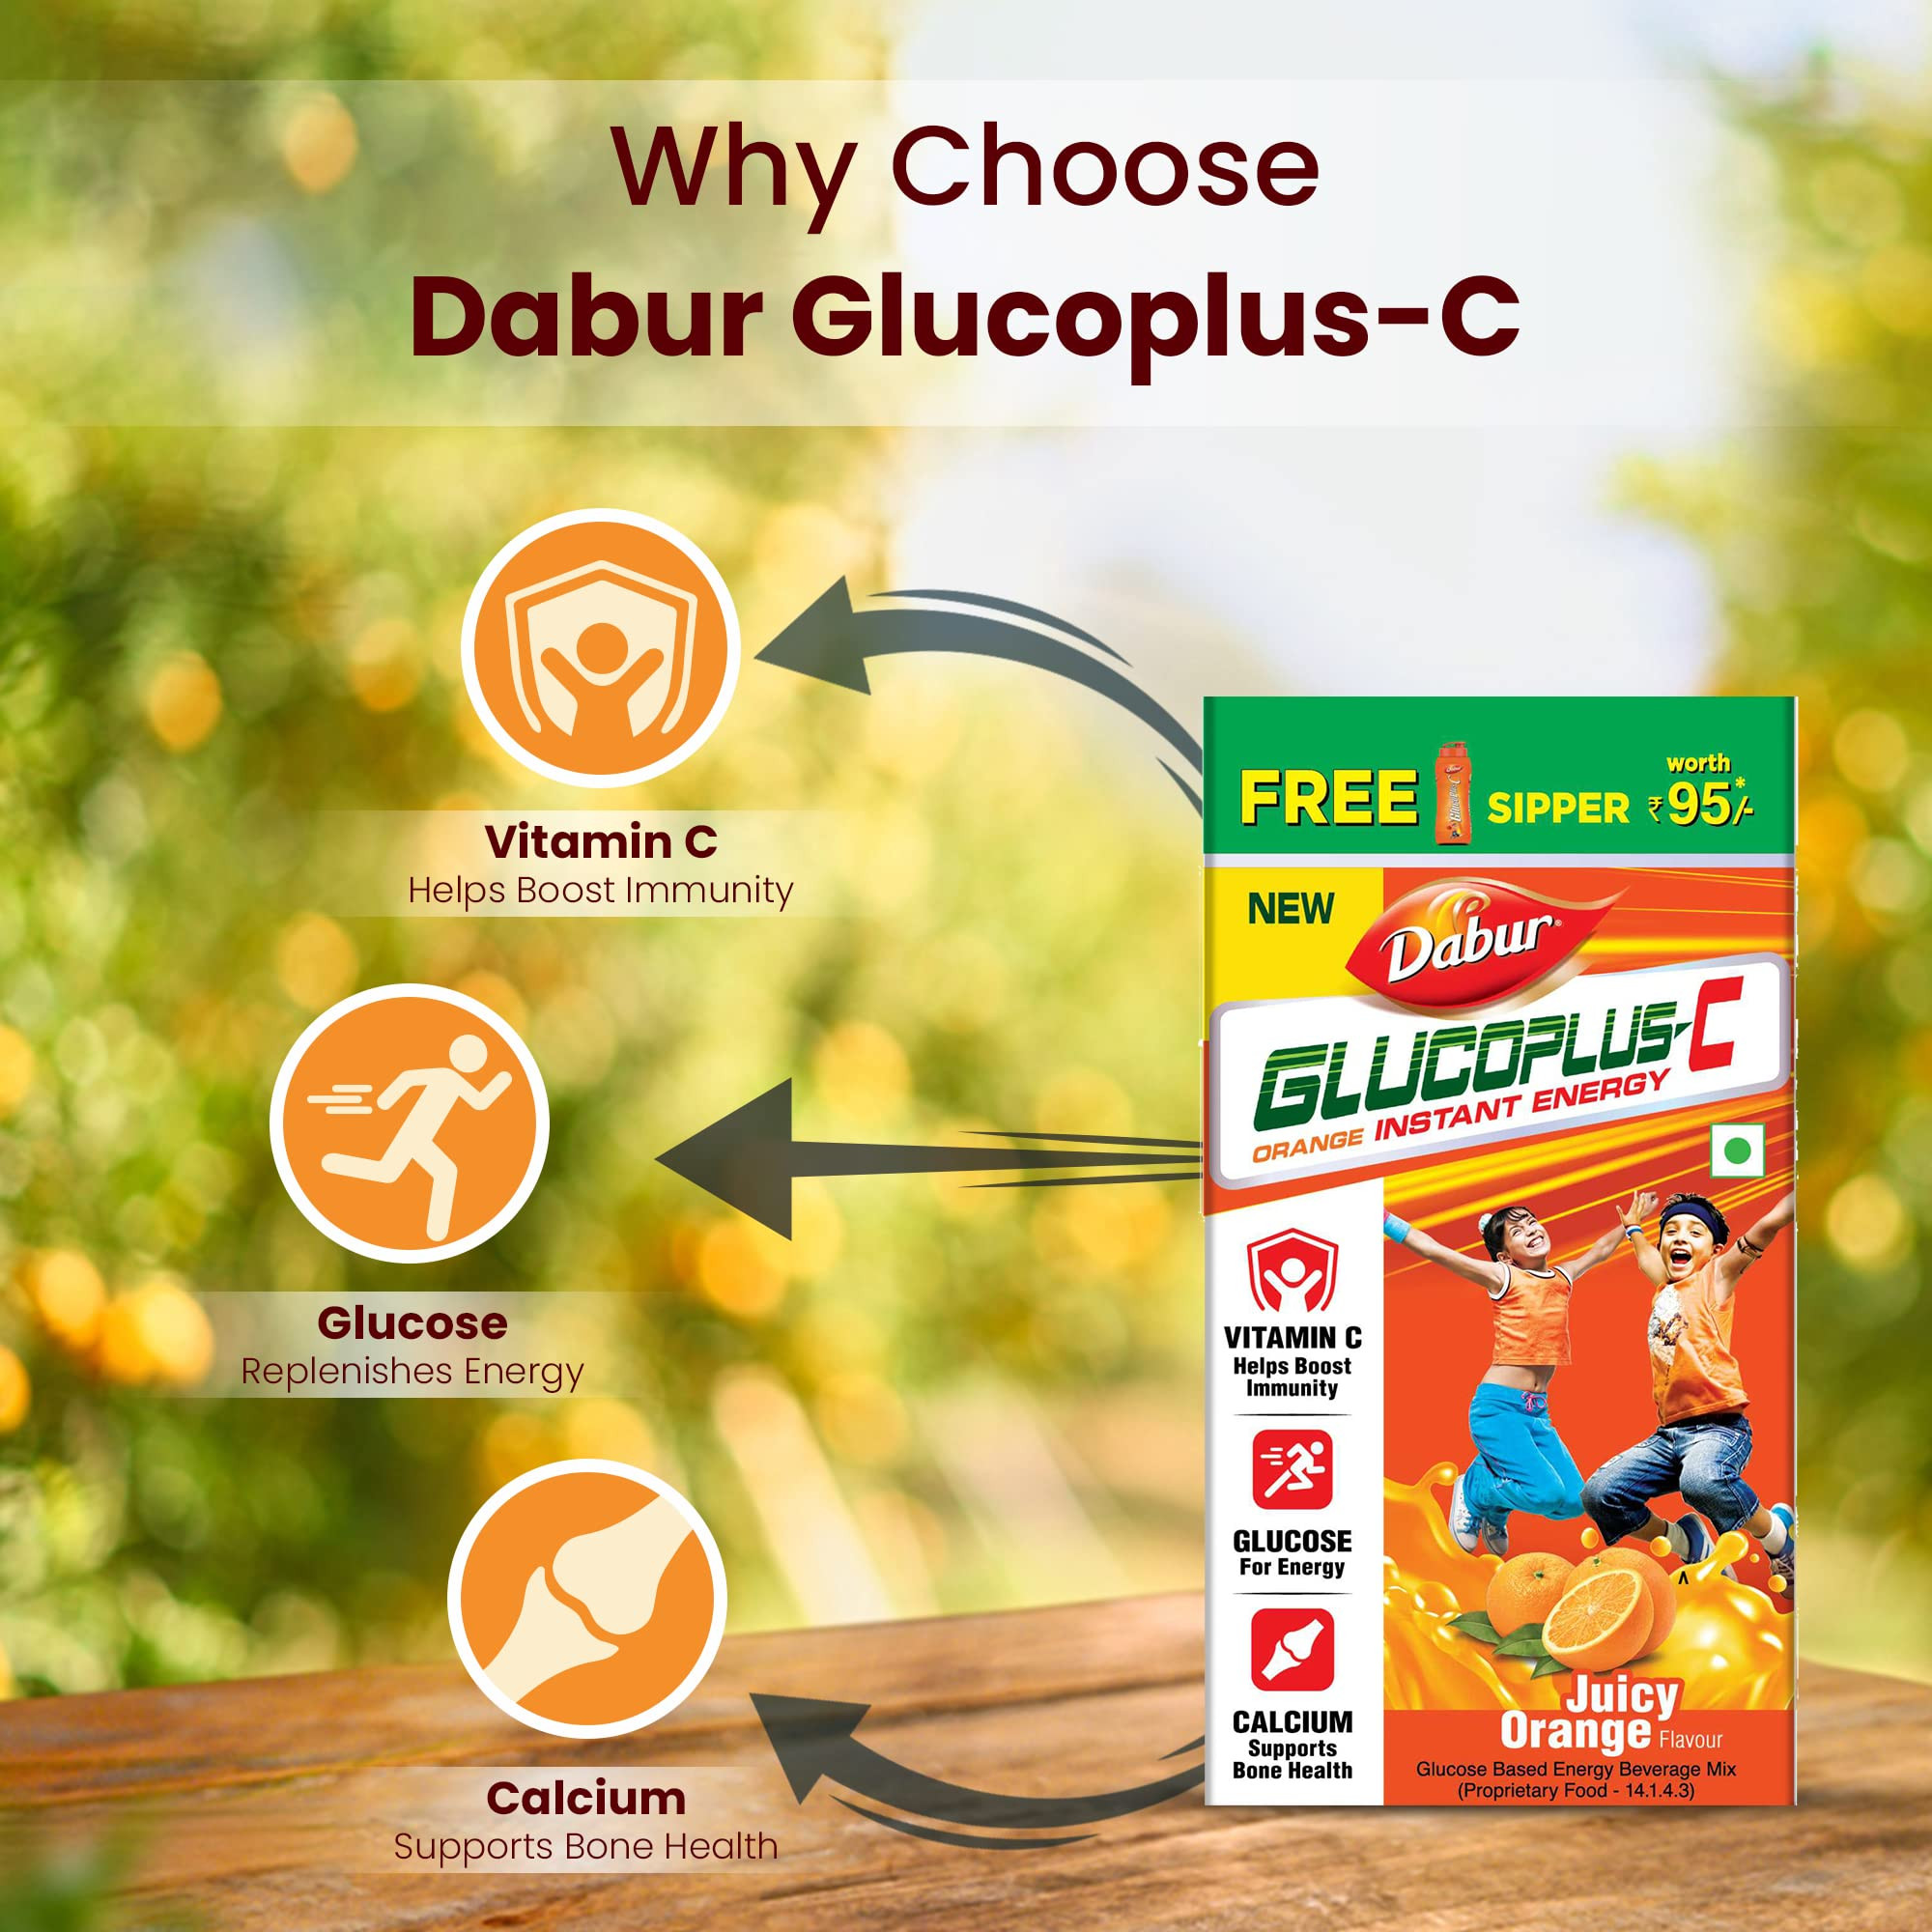 Why Choose
Dabur Glucoplus-C
Vitamin C
Helps Boost Immunity
Glucose
Replenishes Energy
Calcium
Supports Bone Health
FREE SIPPER worth ₹95/-*
NEW
Dabur®
GLUCOPLUS-C
ORANGE INSTANT ENERGY
VITAMIN C
Helps Boost
Immunity
GLUCOSE
For Energy
CALCIUM
Supports
Bone Health
Juicy
Orange Flavour
Glucose Based Energy Beverage Mix
(Proprietary Food - 14.1.4.3)